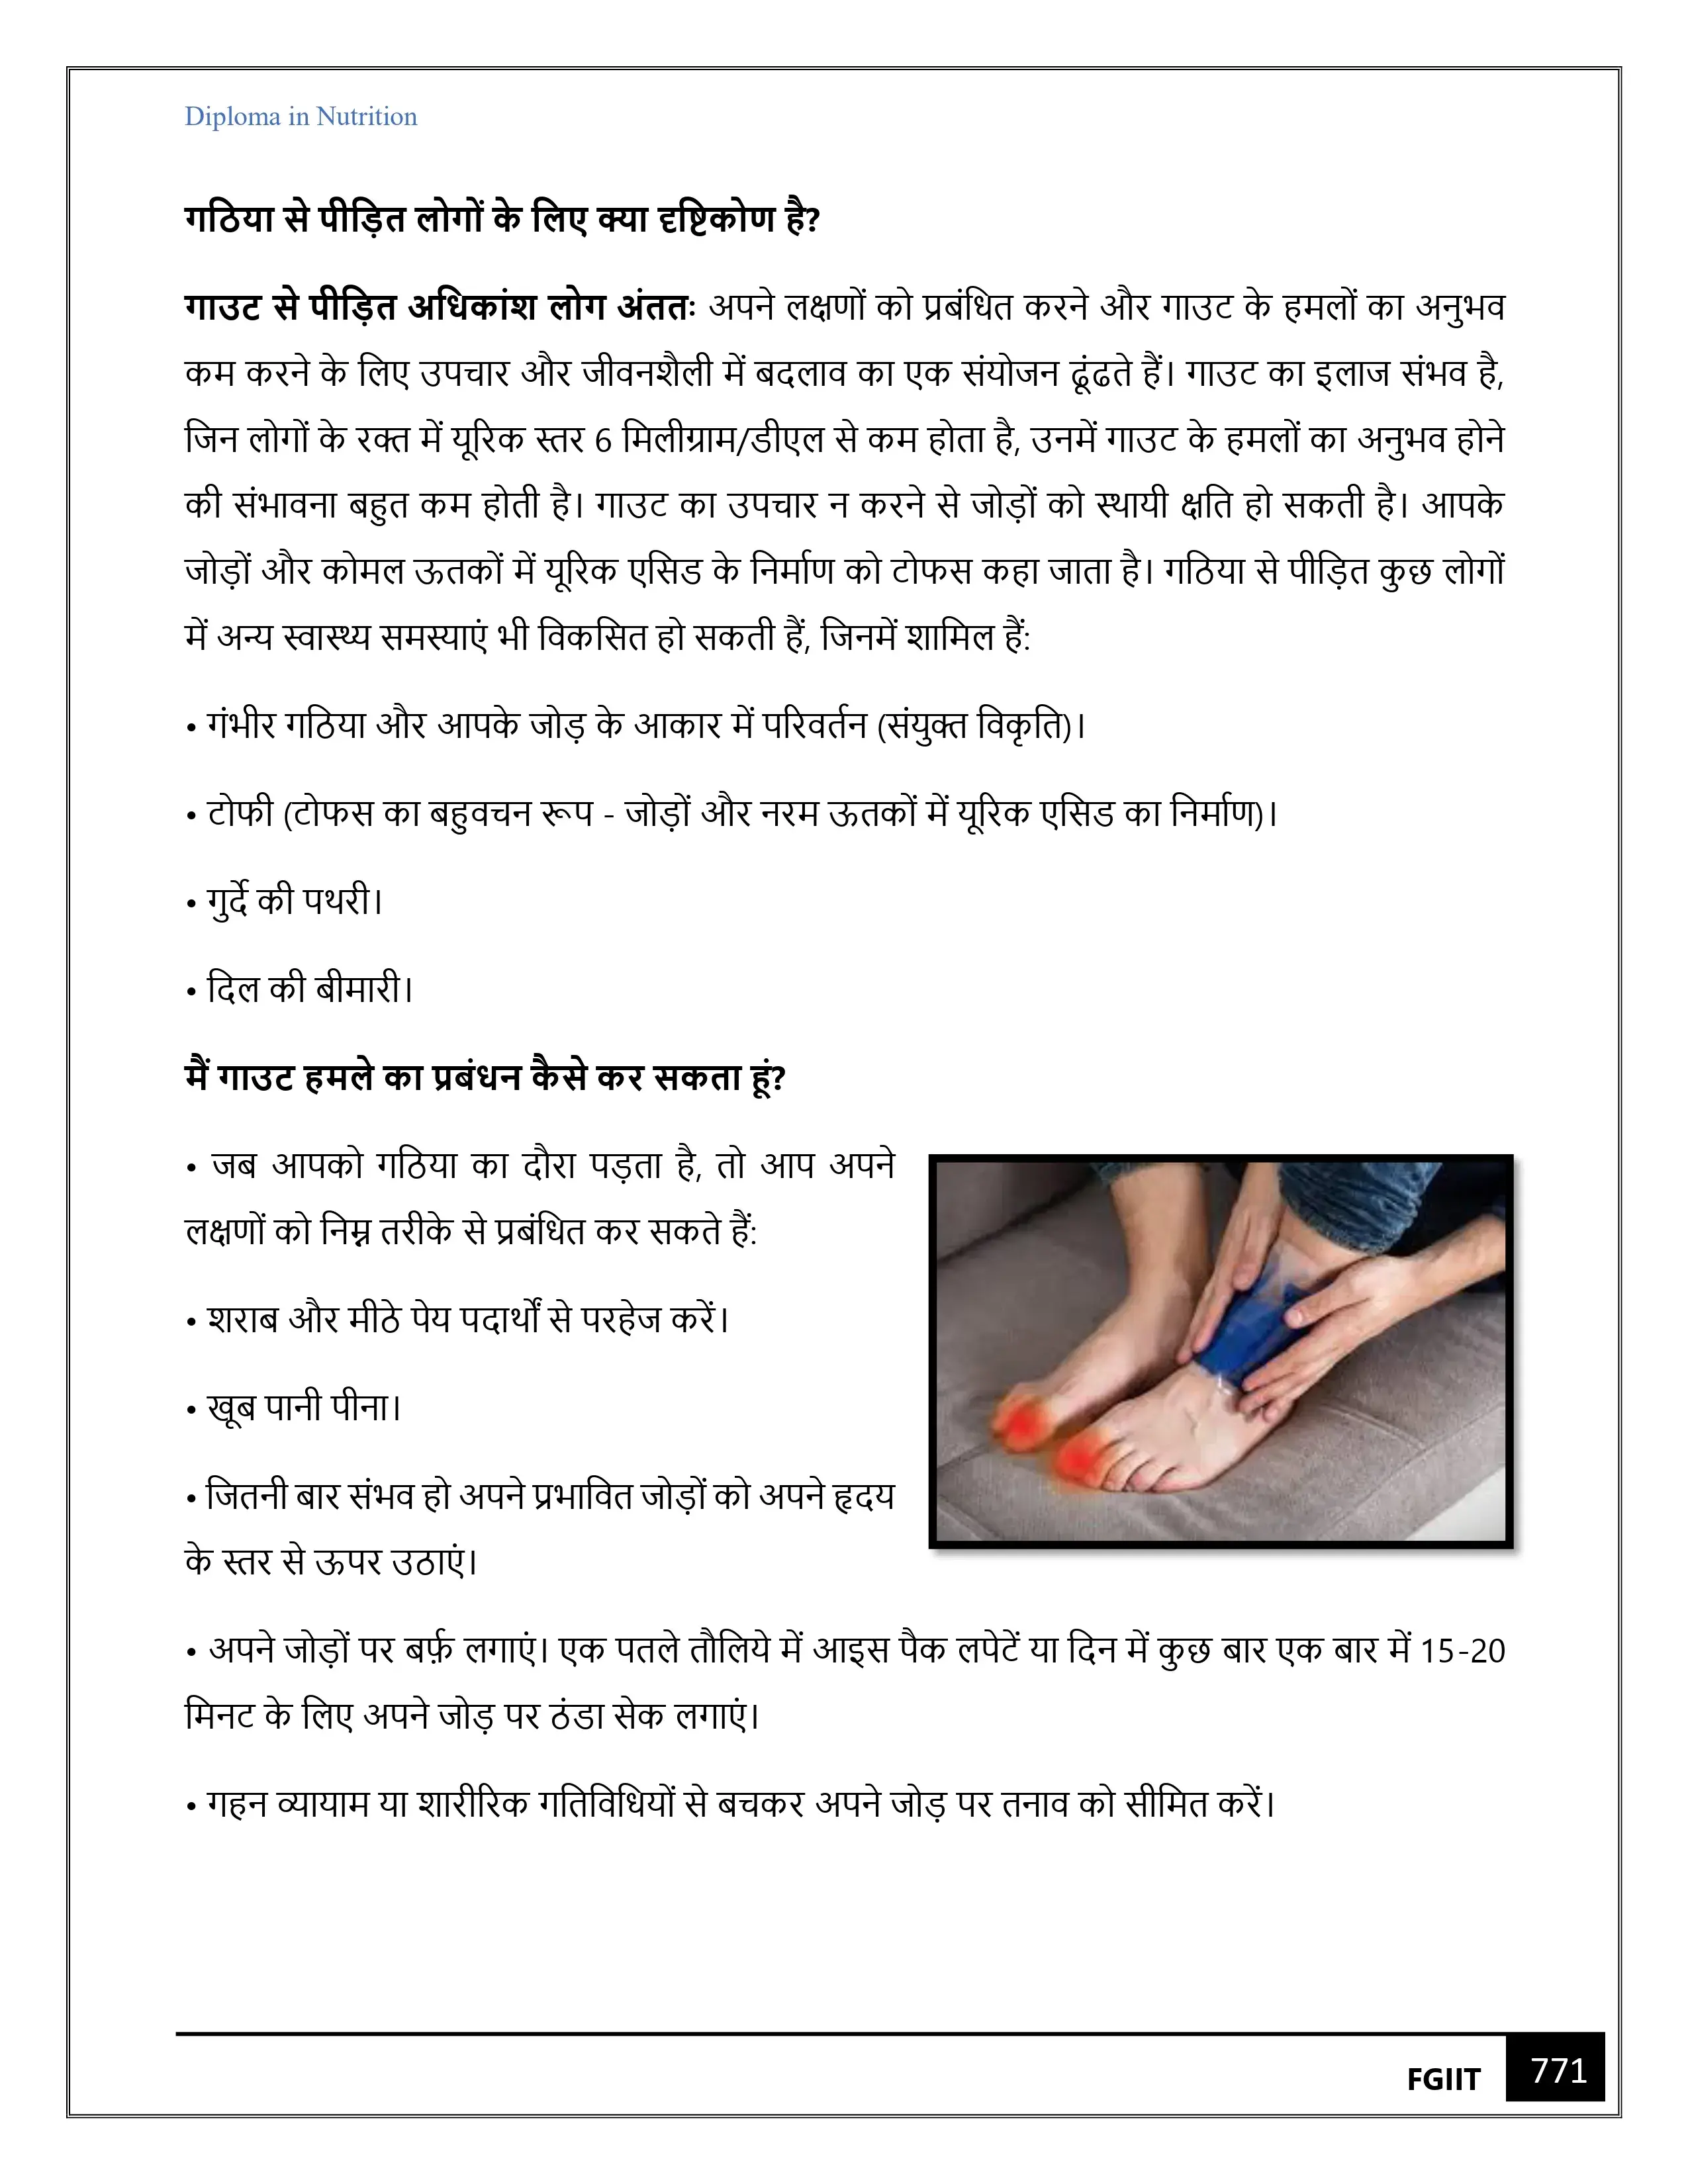 Diploma in Nutrition
गठिया से पीड़ित लोगों के लिए क्या दृष्टिकोण है?
गाउट से पीड़ित अधिकांश लोग अंततः अपने लक्षणों को प्रबंधित करने और गाउट के हमलों का अनुभव
कम करने के लिए उपचार और जीवनशैली में बदलाव का एक संयोजन ढूंढते हैं। गाउट का इलाज संभव है,
जिन लोगों के रक्त में यूरिक स्तर 6 मिलीग्राम/डीएल से कम होता है, उनमें गाउट के हमलों का अनुभव होने
की संभावना बहुत कम होती है। गाउट का उपचार न करने से जोड़ों को स्थायी क्षति हो सकती है। आपके
जोड़ों और कोमल ऊतकों में यूरिक एसिड के निर्माण को टोफस कहा जाता है। गठिया से पीड़ित कुछ लोगों
में अन्य स्वास्थ्य समस्याएं भी विकसित हो सकती हैं, जिनमें शामिल हैं:
• गंभीर गठिया और आपके जोड़ के आकार में परिवर्तन (संयुक्त विकृति)।
• टोफी (टोफस का बहुवचन रूप - जोड़ों और नरम ऊतकों में यूरिक एसिड का निर्माण)।
• गुर्दे की पथरी।
• दिल की बीमारी।
मैं गाउट हमले का प्रबंधन कैसे कर सकता हूं?
• जब आपको गठिया का दौरा पड़ता है, तो आप अपने
लक्षणों को निम्न तरीके से प्रबंधित कर सकते हैं:
• शराब और मीठे पेय पदार्थों से परहेज करें।
• खूब पानी पीना।
• जितनी बार संभव हो अपने प्रभावित जोड़ों को अपने हृदय
के स्तर से ऊपर उठाएं।
• अपने जोड़ों पर बर्फ़ लगाएं। एक पतले तौलिये में आइस पैक लपेटें या दिन में कुछ बार एक बार में 15-20
मिनट के लिए अपने जोड़ पर ठंडा सेक लगाएं।
• गहन व्यायाम या शारीरिक गतिविधियों से बचकर अपने जोड़ पर तनाव को सीमित करें।
FGIIT 771